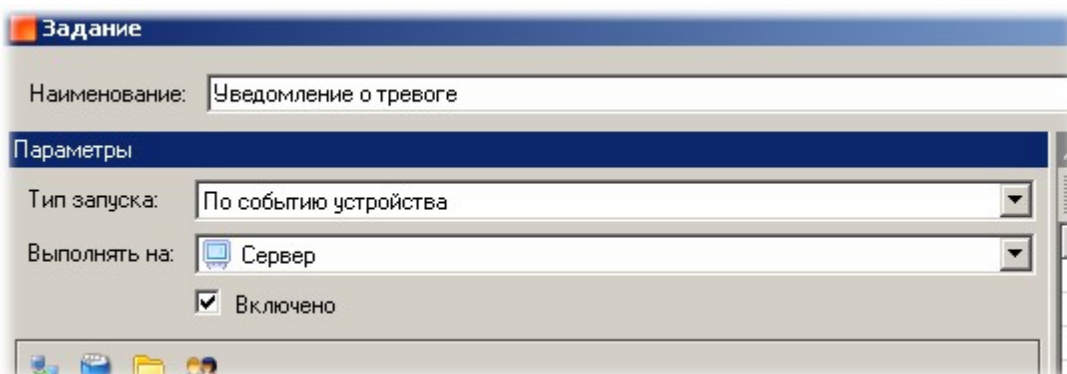 Задание
Наименование: Уведомление о тревоге
Параметры
Тип запуска: По событию устройства
Выполнять на: Сервер
Включено